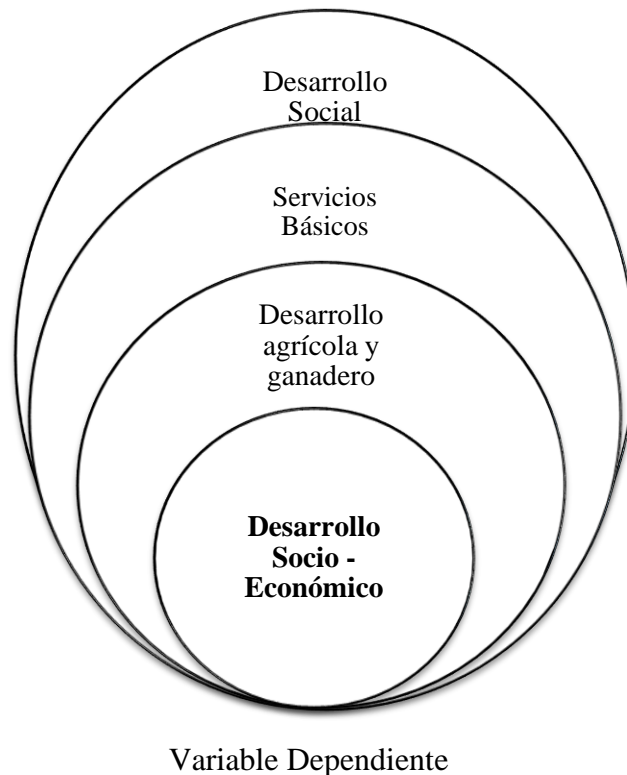 Desarrollo
Social
Servicios
Básicos
Desarrollo
agrícola y
ganadero
Desarrollo
Socio -
Económico
Variable Dependiente